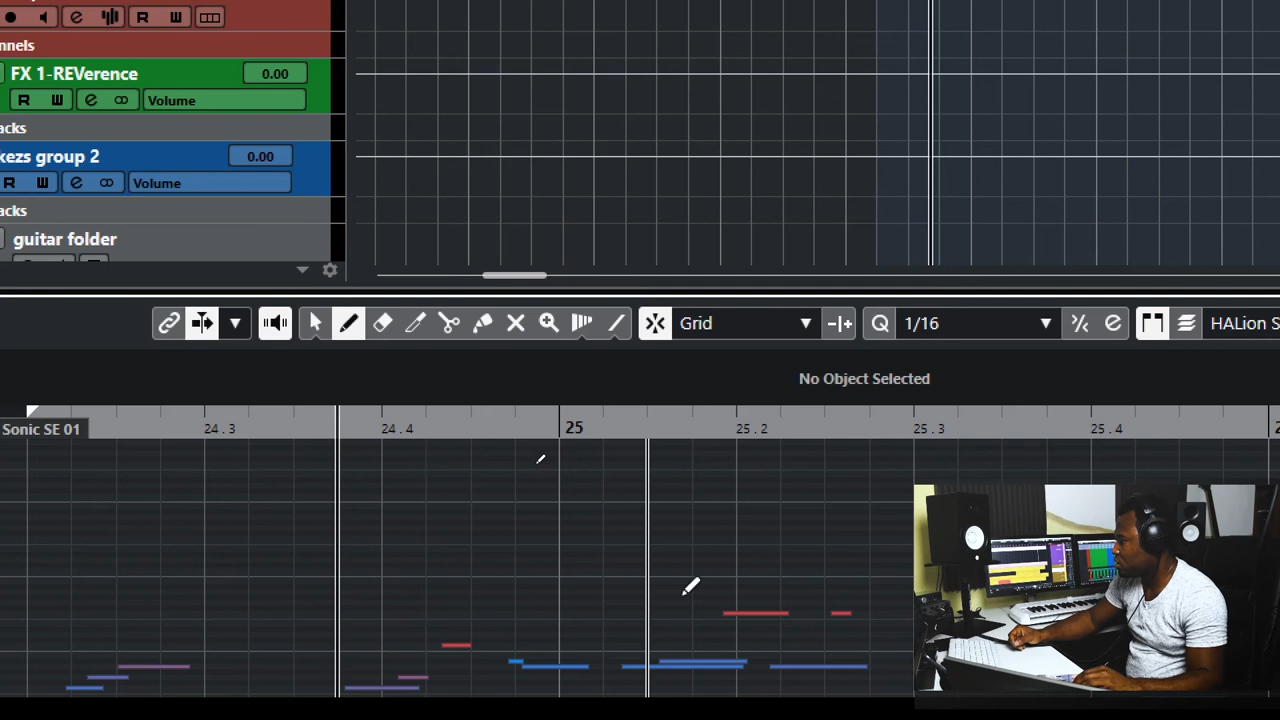 R W
nnels
FX 1-REVerence 0.00
R W e Volume
acks
kezs group 2 0.00
R W e Volume
acks
guitar folder
Grid Q 1/16 e HALion S
No Object Selected
Sonic SE 01 24.3 24.4 25 25.2 25.3 25.4